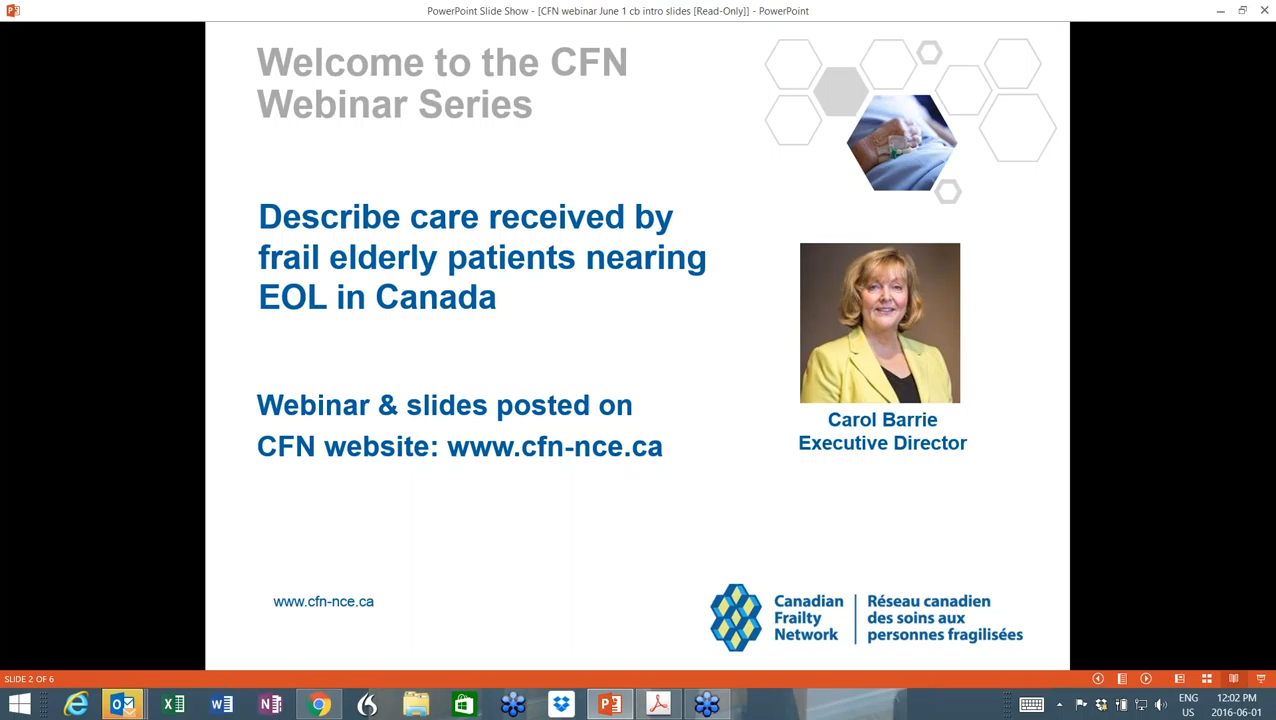 PowerPoint Slide Show - [CFN webinar June 1 cb intro slides [Read-Only]] - PowerPoint
Welcome to the CFN
Webinar Series
Describe care received by
frail elderly patients nearing
EOL in Canada
Webinar & slides posted on
CFN website: www.cfn-nce.ca
Carol Barrie
Executive Director
www.cfn-nce.ca
Canadian
Frailty
Network
Réseau canadien
des soins aux
personnes fragilisées
SLIDE 2 OF 6
ENG
US
12:02 PM
2016-06-01